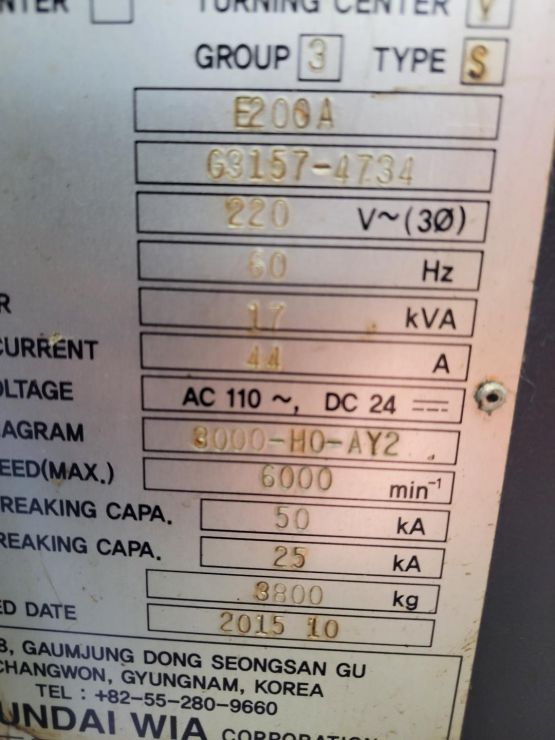 NTER
TURNING CENTER V
GROUP 3 TYPE S
E200A
G3157-4734
220 V~(3Ø)
60 Hz
R 17 kVA
CURRENT 44 A
OLTAGE AC 110 ~, DC 24
AGRAM 3000-H0-AY2
EED(MAX.) 6000 min⁻¹
REAKING CAPA. 50 kA
REAKING CAPA. 25 kA
3800 kg
ED DATE 2015 10
3, GAUMJUNG DONG SEONGSAN GU
CHANGWON, GYUNGNAM, KOREA
TEL : +82-55-280-9660
UNDAI WIA CORPORATION